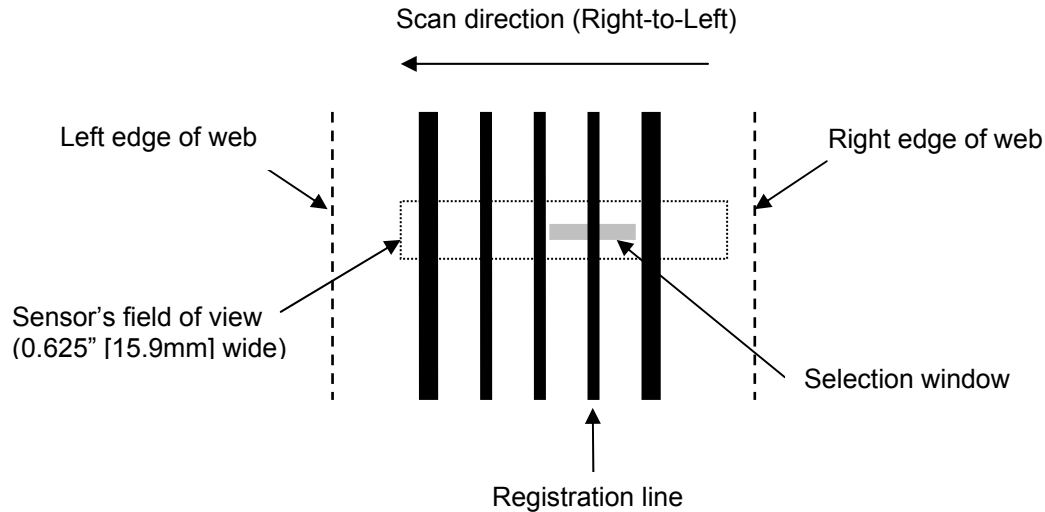 Scan direction (Right-to-Left)
Left edge of web
Right edge of web
Sensor’s field of view
(0.625” [15.9mm] wide)
Selection window
Registration line